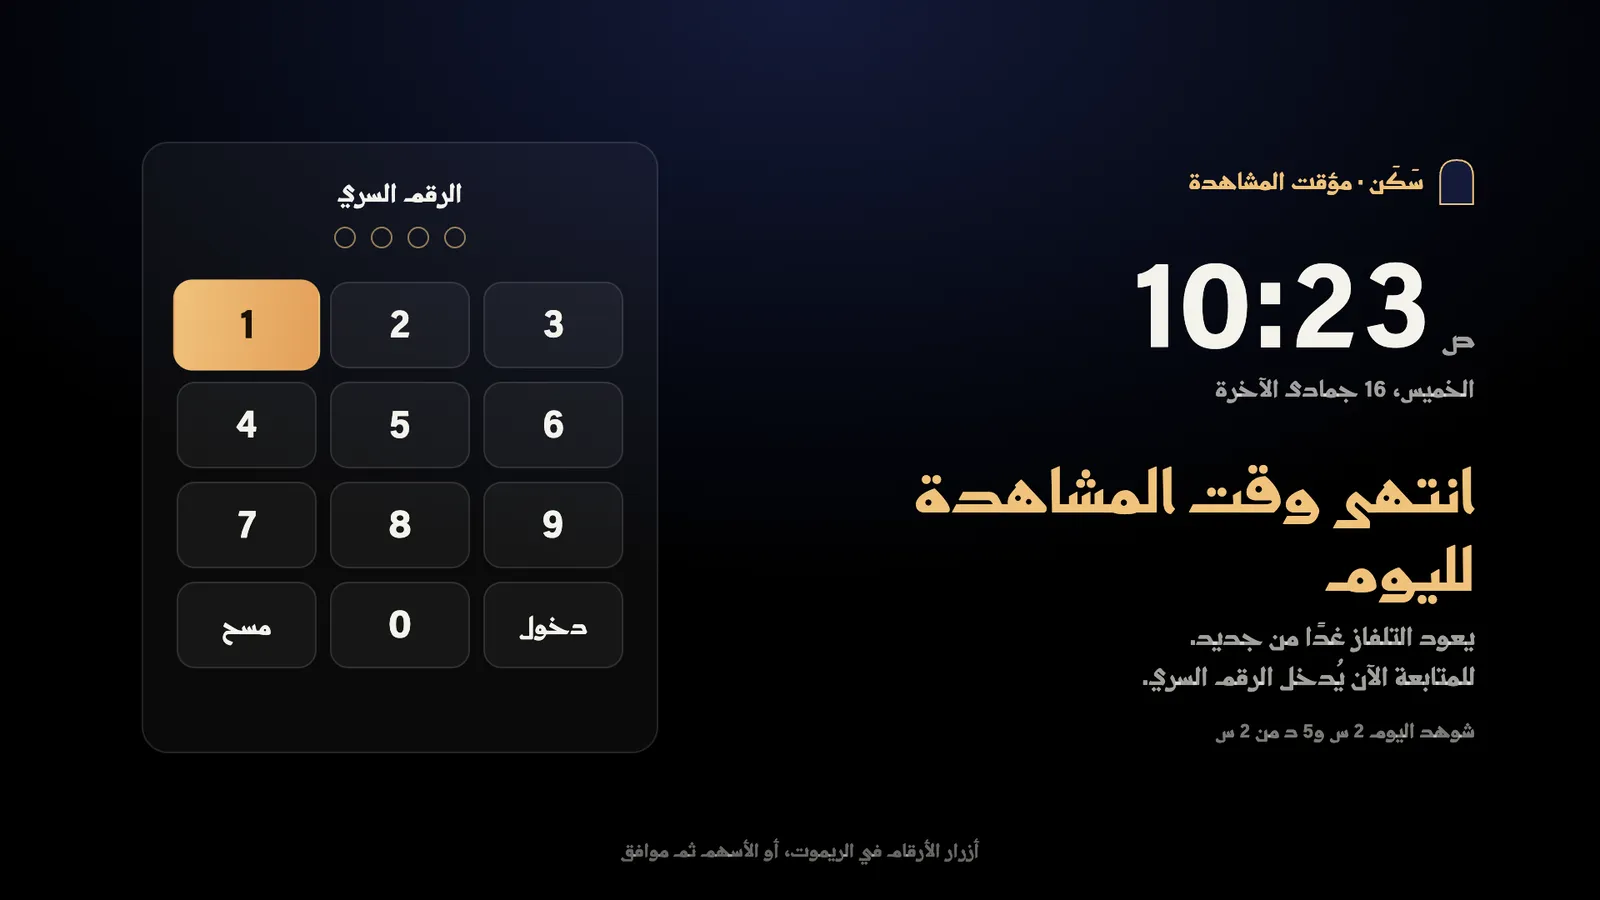 سَكَن · مؤقت المشاهدة
10:23 ص
الخميس، 16 جمادى الآخرة
انتهى وقت المشاهدة
لليوم
يعود التلفاز غدًا من جديد.
للمتابعة الآن يُدخل الرقم السري.
شوهد اليوم 2 س و5 د من 2 س
الرقم السري
1 2 3
4 5 6
7 8 9
مسح 0 دخول
أزرار الأرقام في الريموت، أو الأسهم ثم موافق